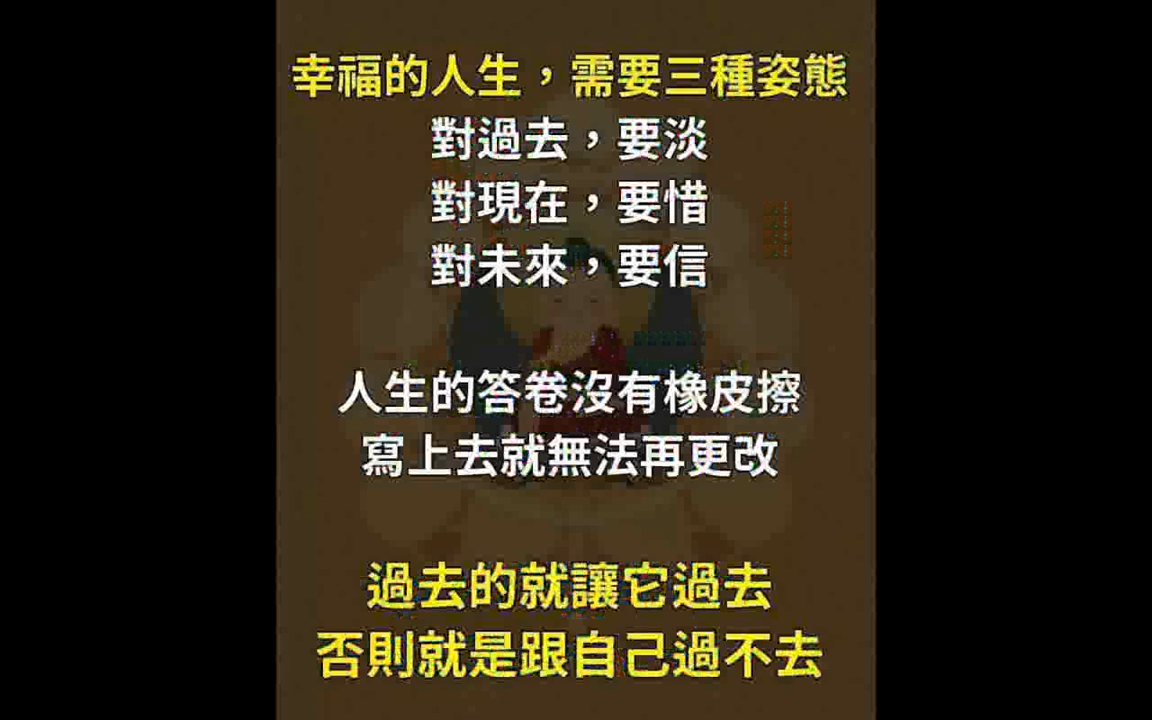 幸福的人生，需要三種姿態
對過去，要淡
對現在，要惜
對未來，要信
人生的答卷沒有橡皮擦
寫上去就無法再更改
過去的就讓它過去
否則就是跟自己過不去